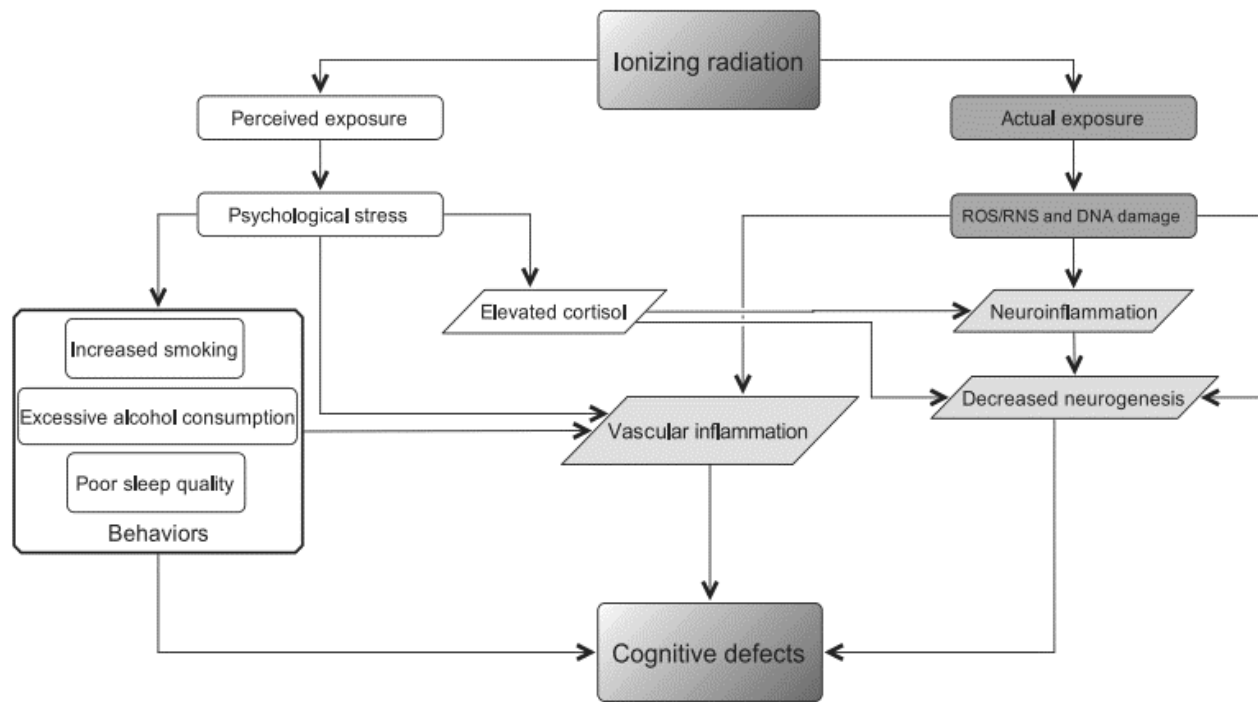 Ionizing radiation
Perceived exposure
Actual exposure
Psychological stress
ROS/RNS and DNA damage
Elevated cortisol
Neuroinflammation
Increased smoking
Decreased neurogenesis
Excessive alcohol consumption
Vascular inflammation
Poor sleep quality
Behaviors
Cognitive defects